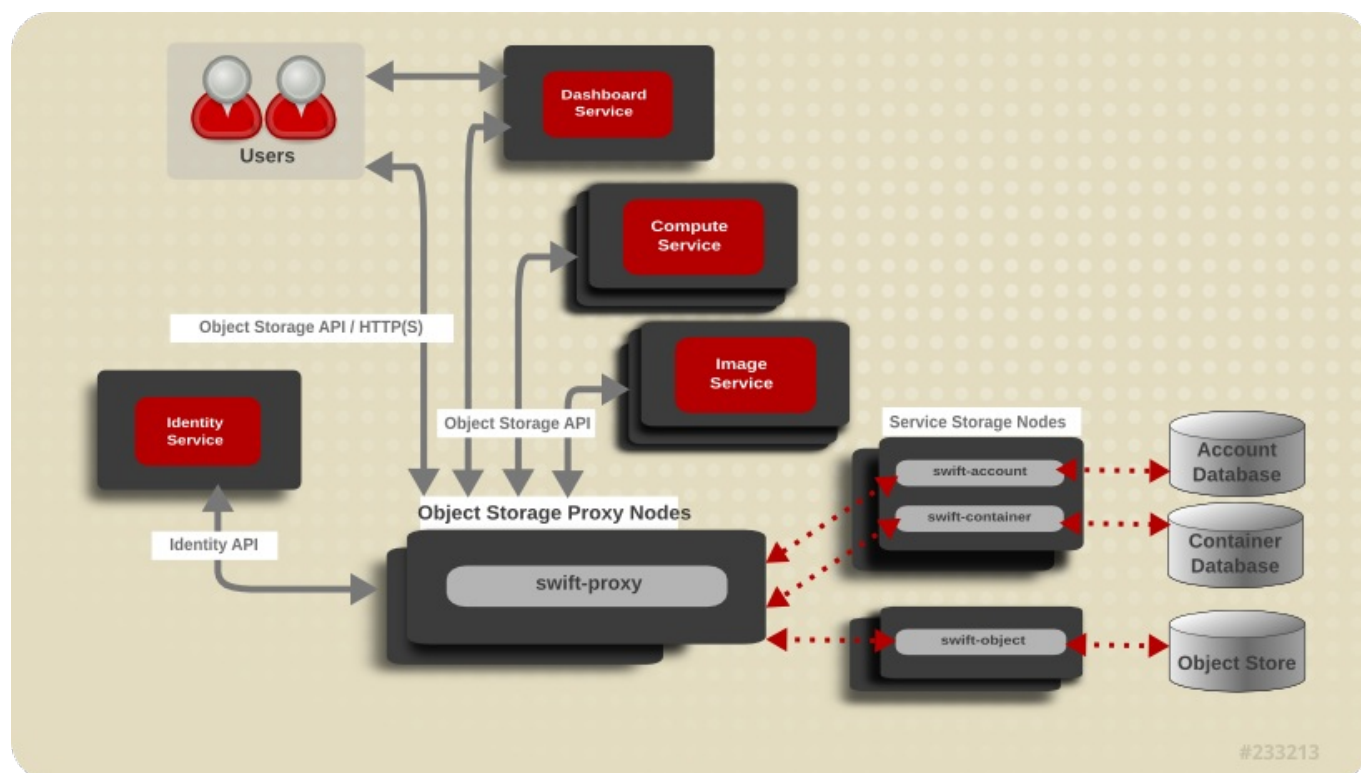 Users
Dashboard
Service
Compute
Service
Object Storage API / HTTP(S)
Image
Service
Identity
Service
Object Storage API
Service Storage Nodes
swift-account
Account
Database
Object Storage Proxy Nodes
swift-container
Identity API
Container
Database
swift-proxy
swift-object
Object Store
#233213